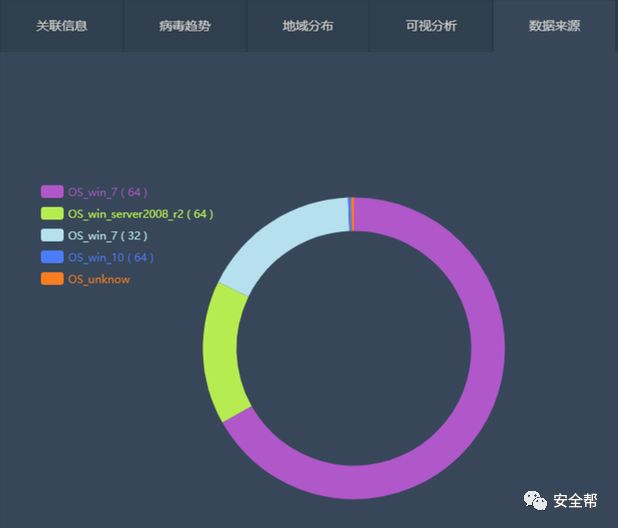 关联信息
病毒趋势
地域分布
可视分析
数据来源
OS_win_7 ( 64 )
OS_win_server2008_r2 ( 64 )
OS_win_7 ( 32 )
OS_win_10 ( 64 )
OS_unknow
安全帮